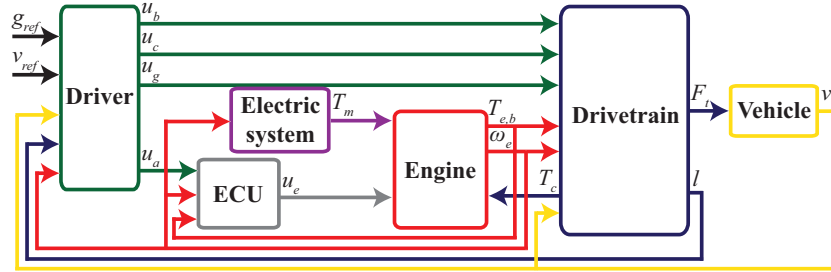 g_ref
v_ref
Driver
u_b
u_c
u_g
u_a
Electric
system
T_m
ECU
u_e
Engine
T_e,b
ω_e
T_c
Drivetrain
F_t
l
Vehicle
v